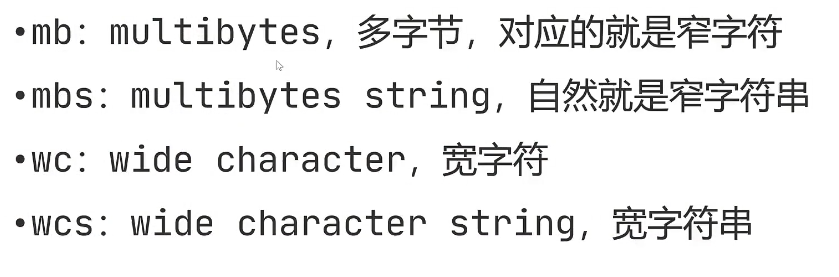 •mb: multibytes, 多字节, 对应的就是窄字符
•mbs: multibytes string, 自然就是窄字符串
•wc: wide character, 宽字符
•wcs: wide character string, 宽字符串